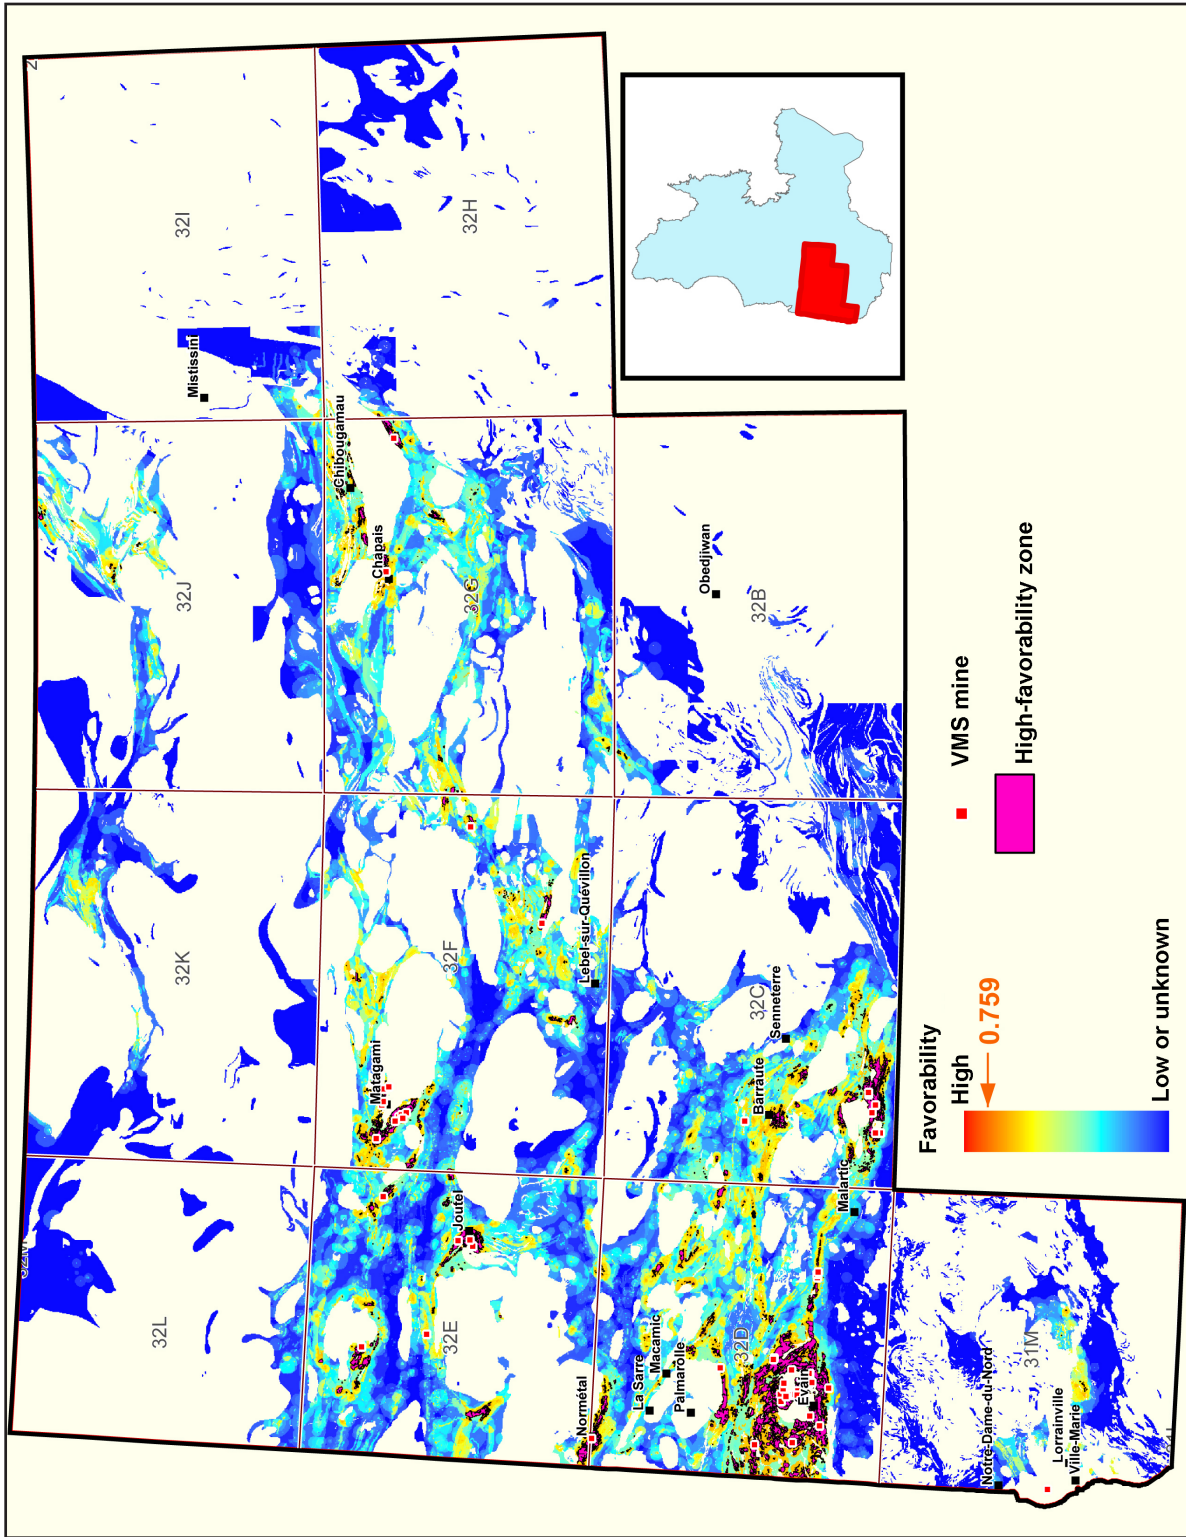 32L
32K
32J
32I
Mistissini
Matagami
Chibougamau
Chapais
Joutel
32E
32F
32G
32H
Normétal
Lebel-sur-Quévillon
La Sarre
Macamic
Palmarolle
Obedjiwan
32D
Barraute
32C
32B
Senneterre
Evain
Malartic
Notre-Dame-du-Nord
31M
Lorrainville
Ville-Marie
Favorability
High
0.759
Low or unknown
VMS mine
High-favorability zone